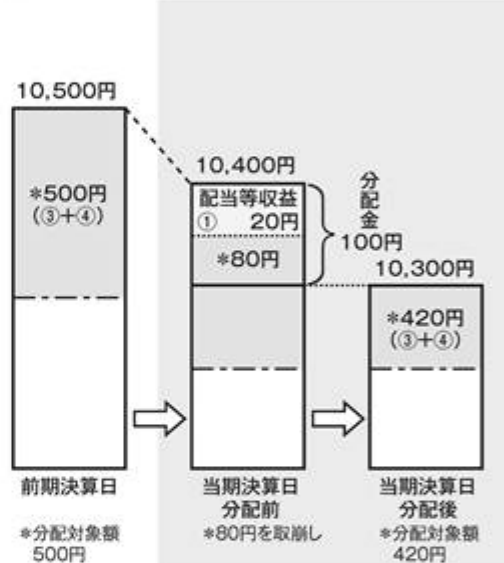 10,500円
*500円
(③+④)
前期決算日
*分配対象額
500円
10,400円
配当等収益
① 20円
*80円
分配金
100円
当期決算日
分配前
*80円を取崩し
10,300円
*420円
(③+④)
当期決算日
分配後
*分配対象額
420円